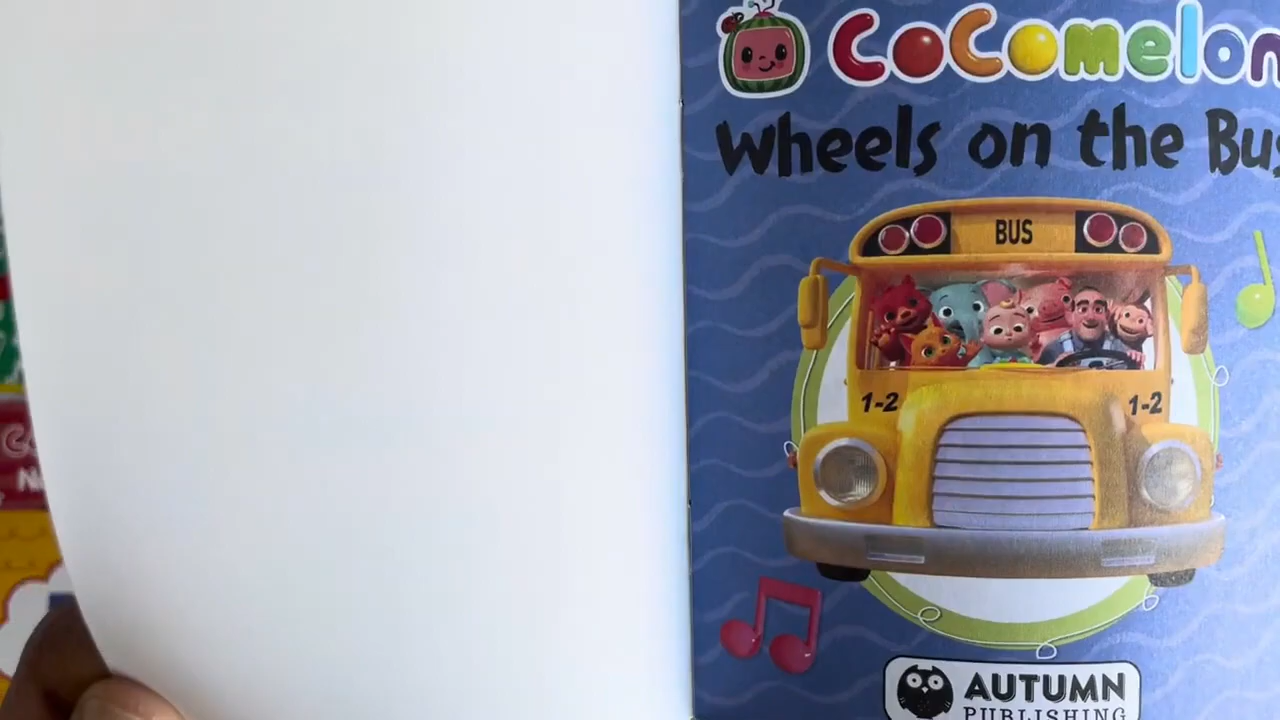 CoComelon
Wheels on the Bus
BUS
1-2 1-2
AUTUMN
PUBLISHING